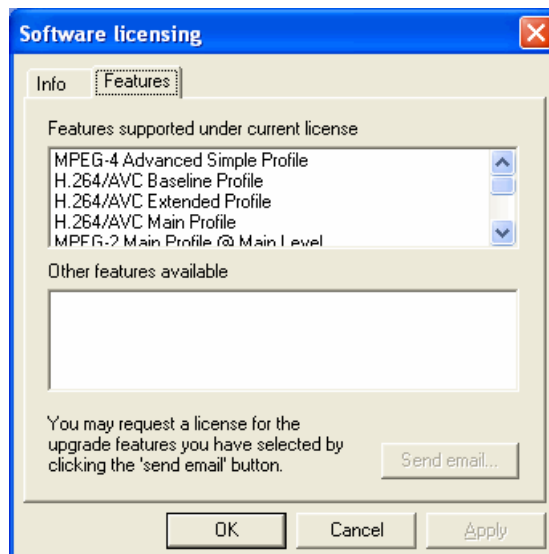 Software licensing
Info
Features
Features supported under current license
MPEG-4 Advanced Simple Profile
H.264/AVC Baseline Profile
H.264/AVC Extended Profile
H.264/AVC Main Profile
MPEG-2 Main Profile @ Main Level
Other features available
You may request a license for the
upgrade features you have selected by
clicking the 'send email' button.
Send email...
OK
Cancel
Apply